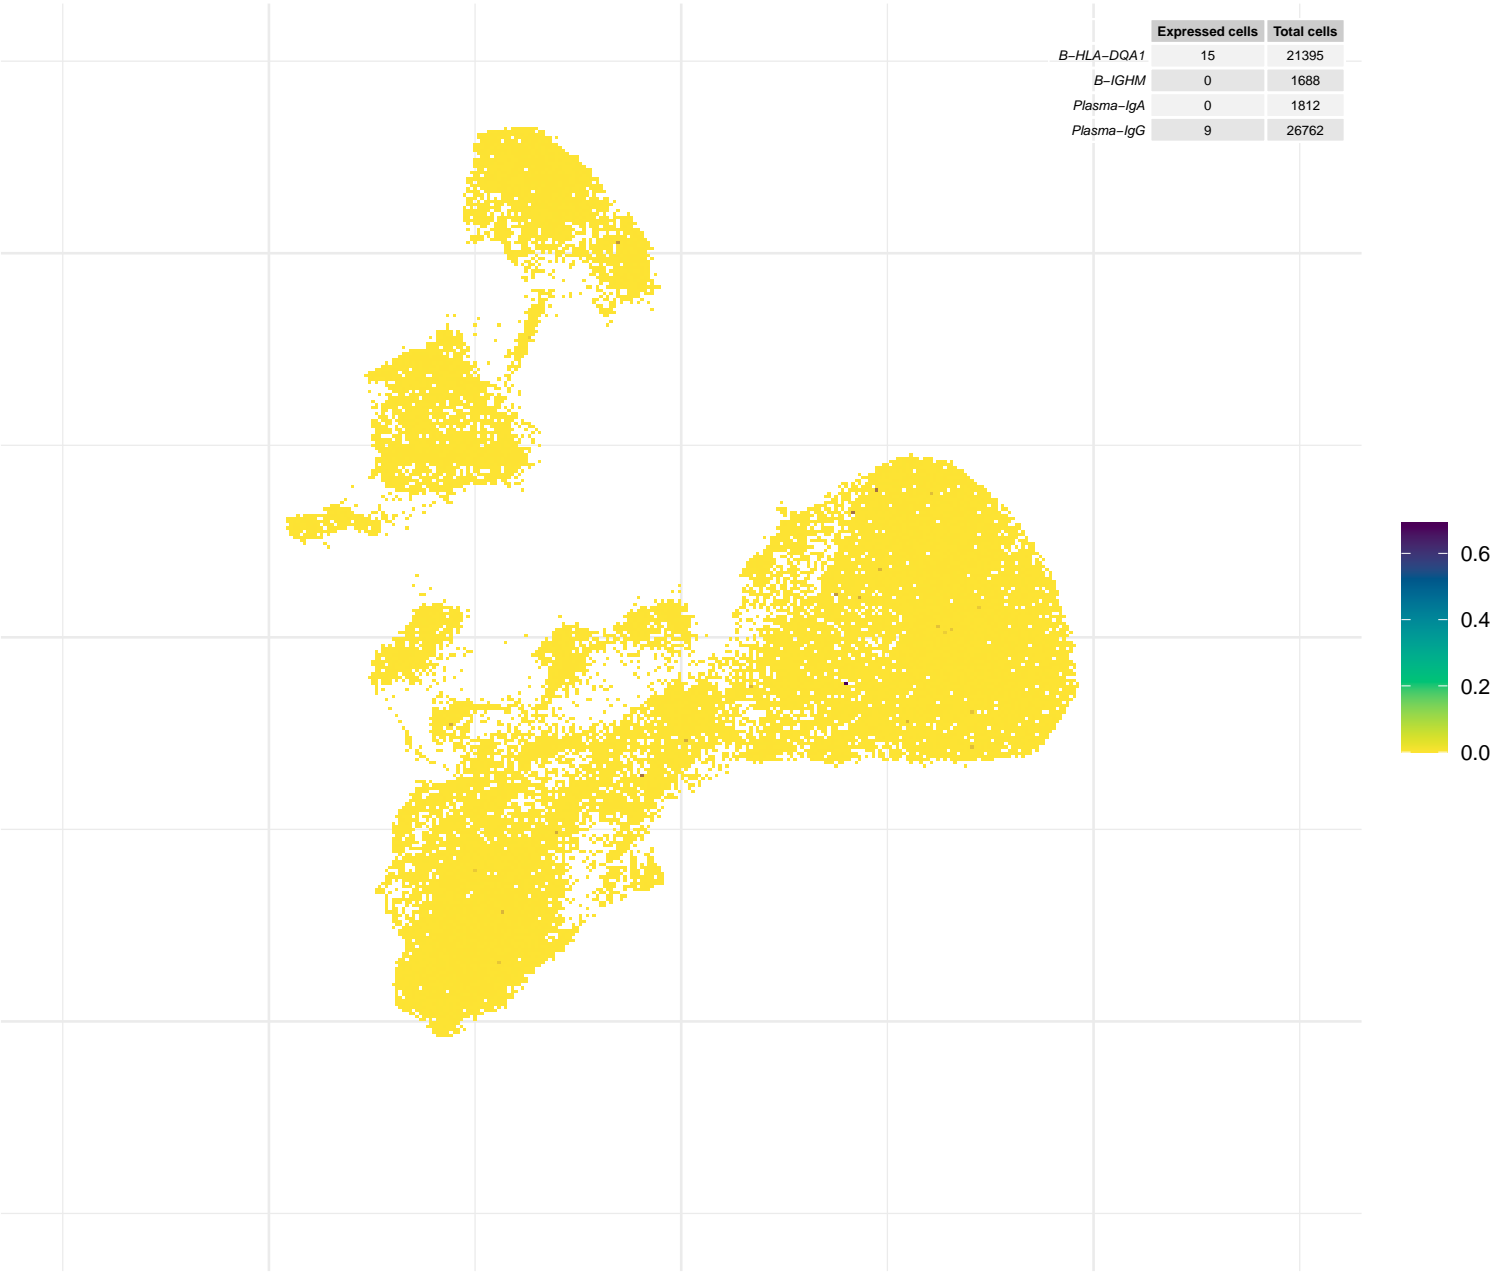 Expressed cells Total cells
B−HLA−DQA1 15 21395
B−IGHM 0 1688
Plasma−IgA 0 1812
Plasma−IgG 9 26762
0.6
0.4
0.2
0.0